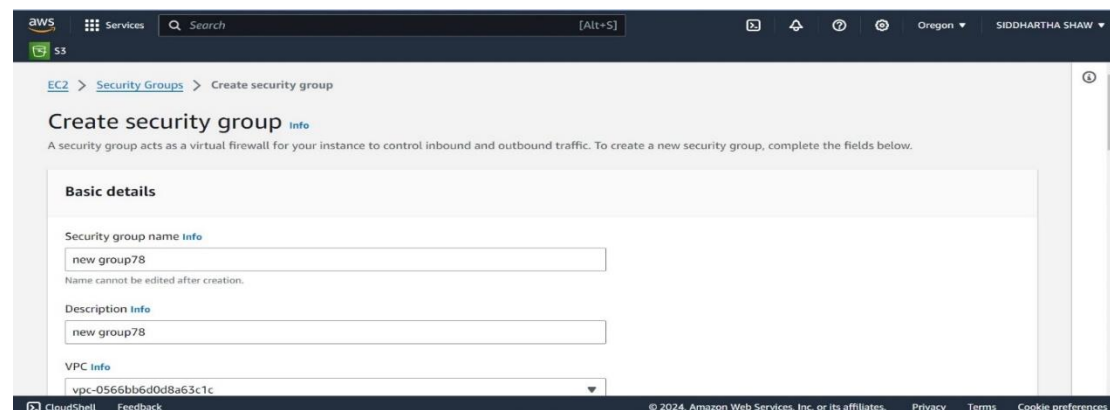 aws Services Search [Alt+S] Oregon SIDDHARTHA SHAW
S3
EC2 > Security Groups > Create security group
Create security group Info
A security group acts as a virtual firewall for your instance to control inbound and outbound traffic. To create a new security group, complete the fields below.
Basic details
Security group name Info
new group78
Name cannot be edited after creation.
Description Info
new group78
VPC Info
vpc-0566bb6d0d8a63c1c
CloudShell Feedback © 2024, Amazon Web Services, Inc. or its affiliates. Privacy Terms Cookie preferences